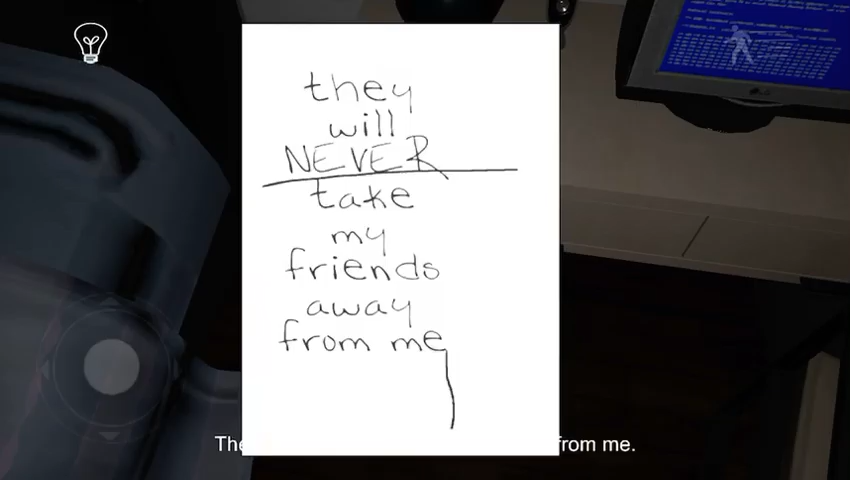 they
will
NEVER
take
my
friends
away
from me
The
from me.